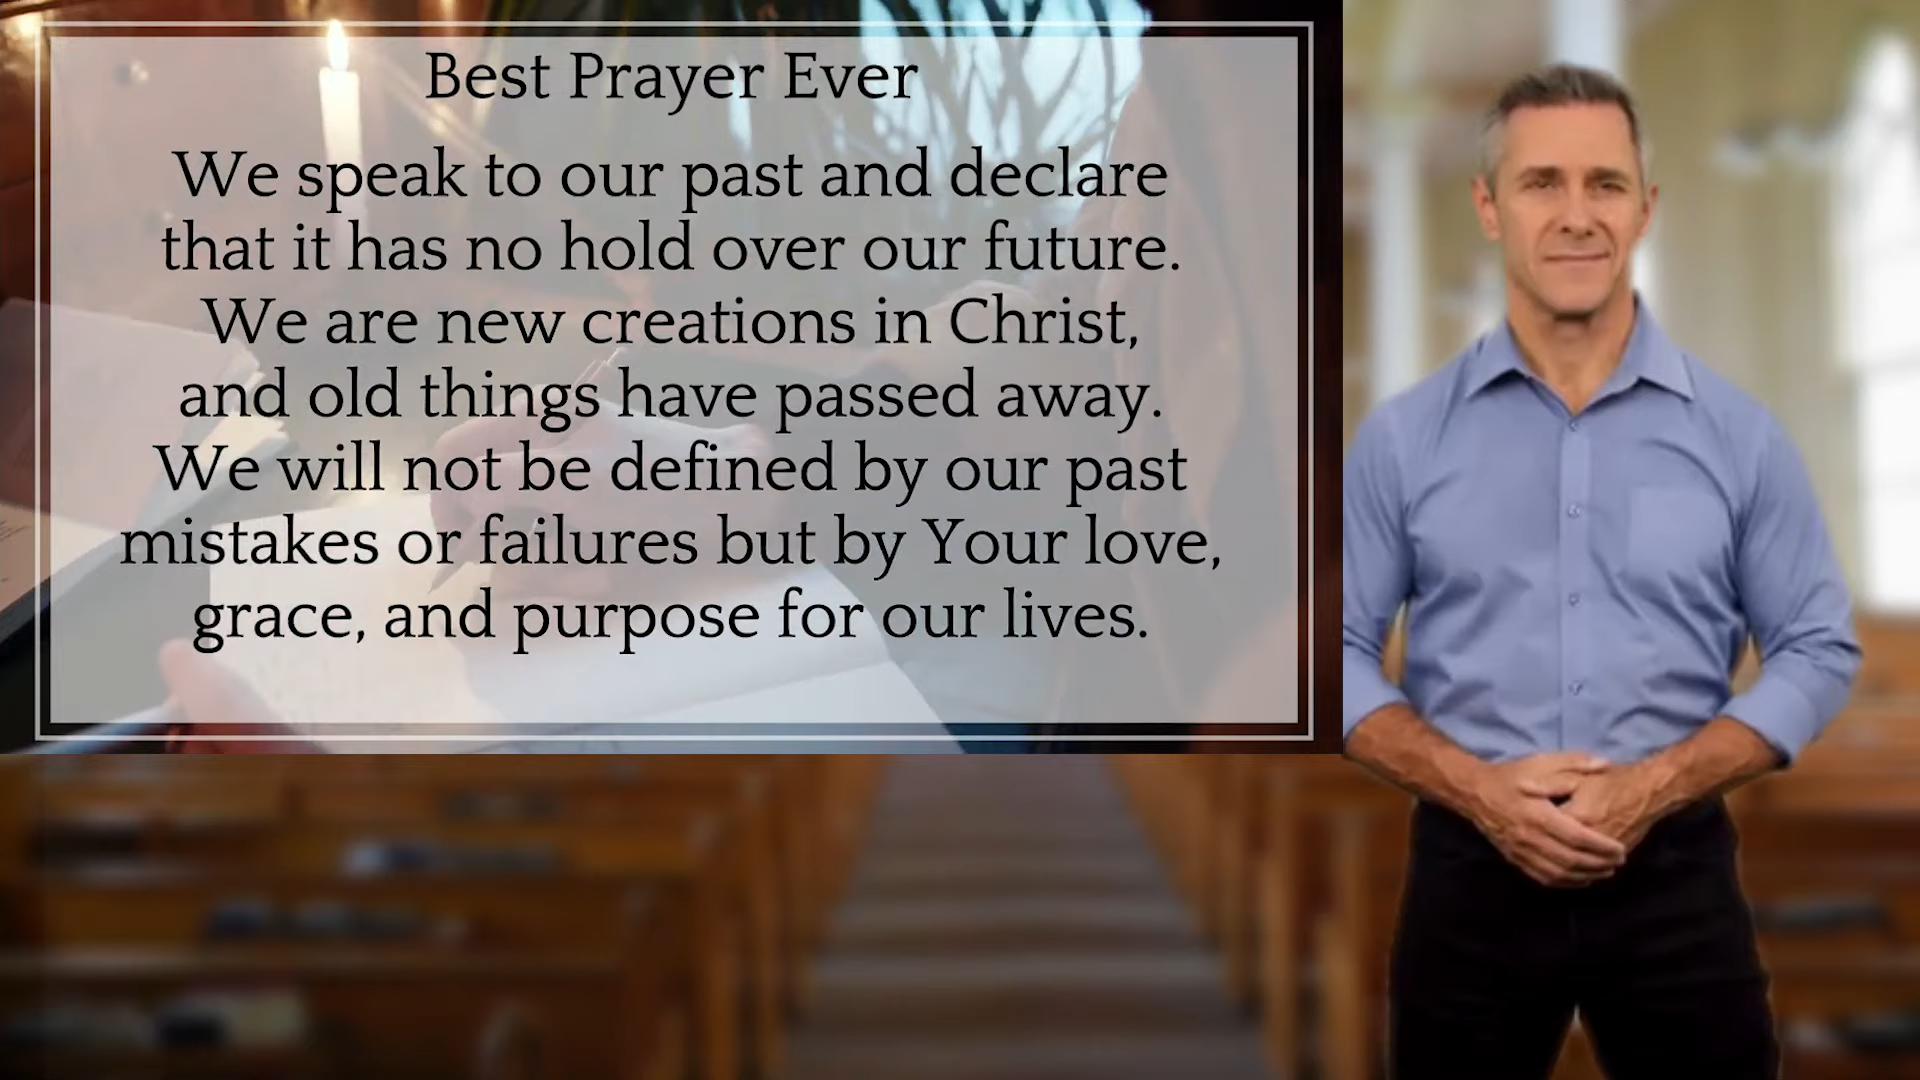 Best Prayer Ever
We speak to our past and declare
that it has no hold over our future.
We are new creations in Christ,
and old things have passed away.
We will not be defined by our past
mistakes or failures but by Your love,
grace, and purpose for our lives.